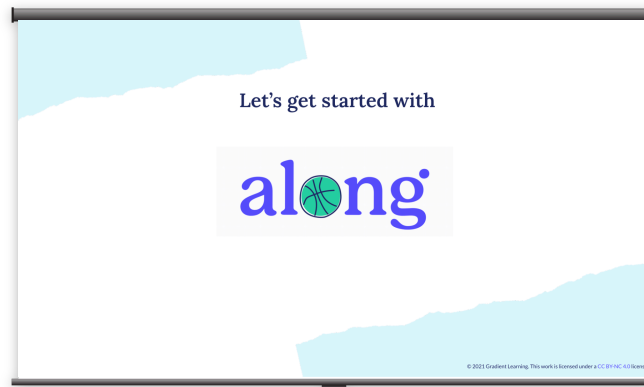 Let's get started with
along
© 2021 Gradient Learning. This work is licensed under a CC BY-NC 4.0